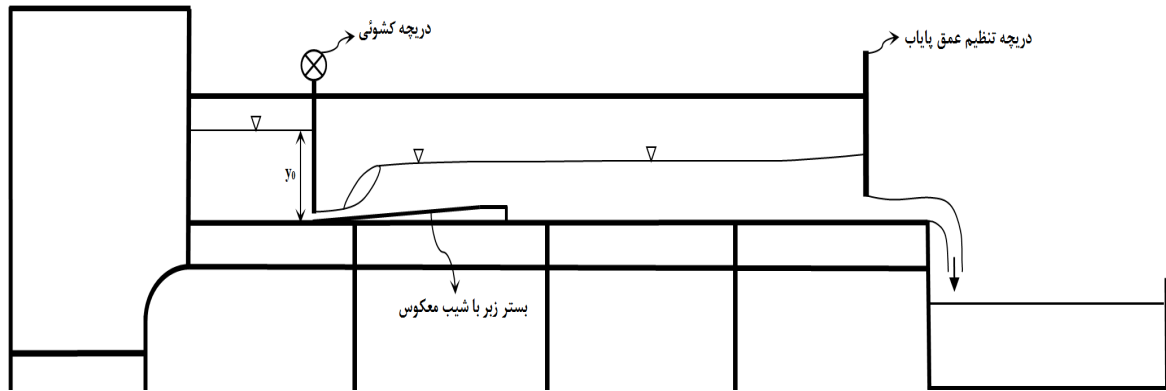 دریچه کشوئی
دریچه تنظیم عمق پایاب
y₀
بستر زبر با شیب معکوس